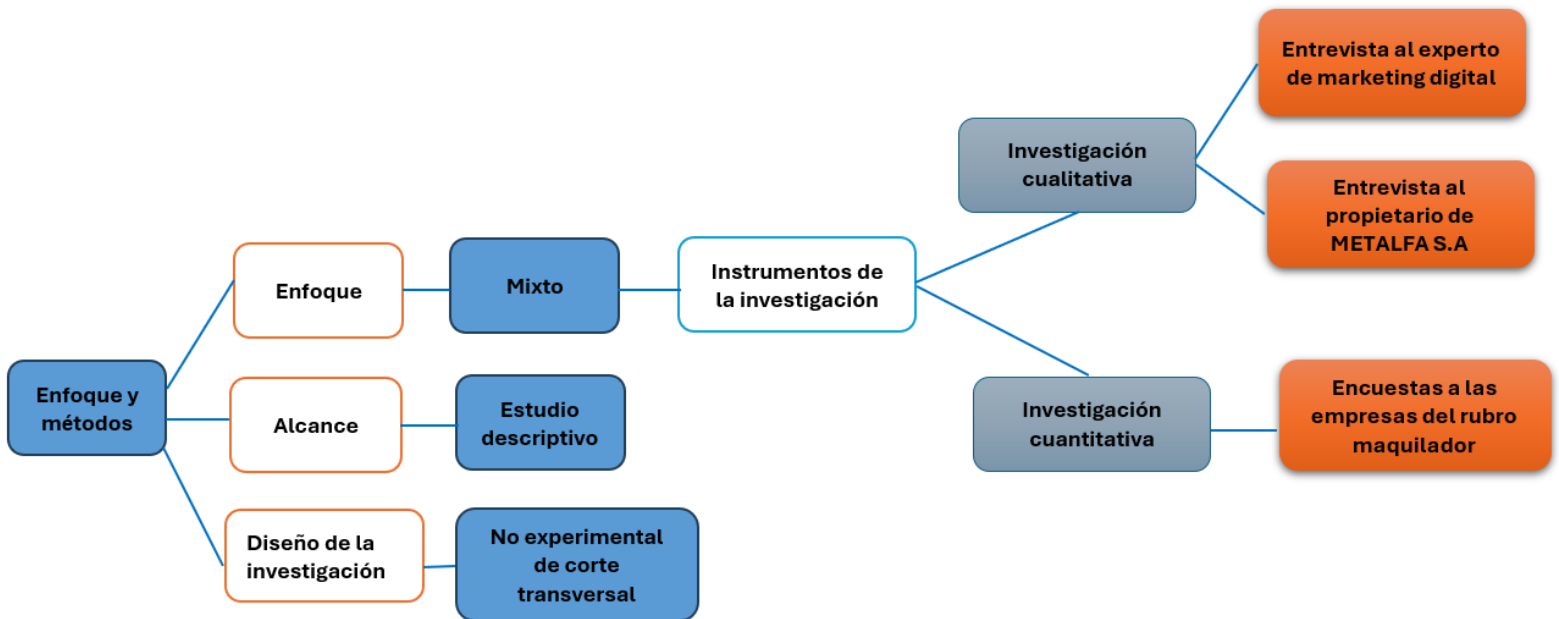 Enfoque y
métodos
Enfoque
Mixto
Alcance
Estudio
descriptivo
Diseño de la
investigación
No experimental
de corte
transversal
Instrumentos de
la investigación
Investigación
cualitativa
Entrevista al experto
de marketing digital
Entrevista al
propietario de
METALFA S.A
Investigación
cuantitativa
Encuestas a las
empresas del rubro
maquilador